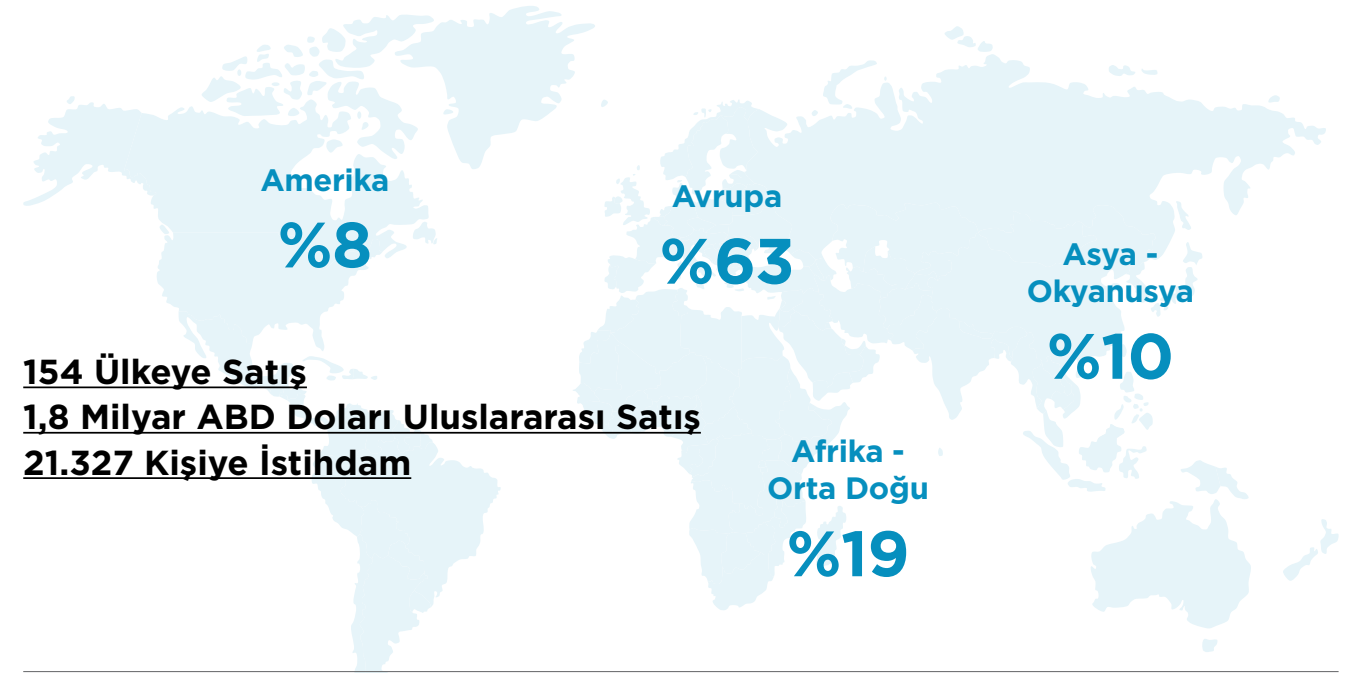 Amerika
%8
Avrupa
%63
Asya -
Okyanusya
%10
154 Ülkeye Satış
1,8 Milyar ABD Doları Uluslararası Satış
21.327 Kişiye İstihdam
Afrika -
Orta Doğu
%19